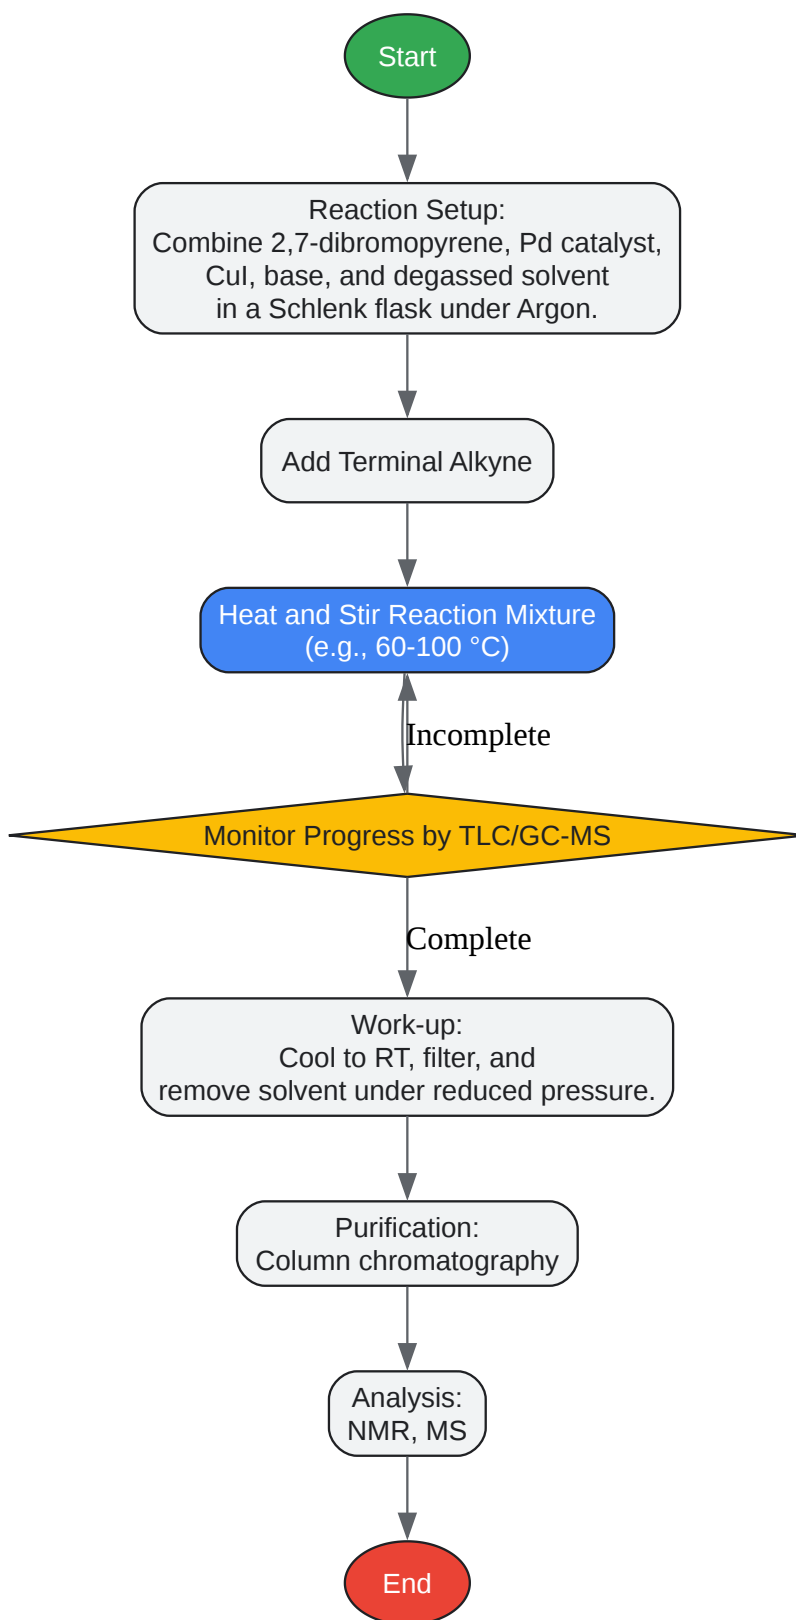 Start
Reaction Setup:
Combine 2,7-dibromopyrene, Pd catalyst,
CuI, base, and degassed solvent
in a Schlenk flask under Argon.
Add Terminal Alkyne
Heat and Stir Reaction Mixture
(e.g., 60-100 °C)
Incomplete
Monitor Progress by TLC/GC-MS
Complete
Work-up:
Cool to RT, filter, and
remove solvent under reduced pressure.
Purification:
Column chromatography
Analysis:
NMR, MS
End